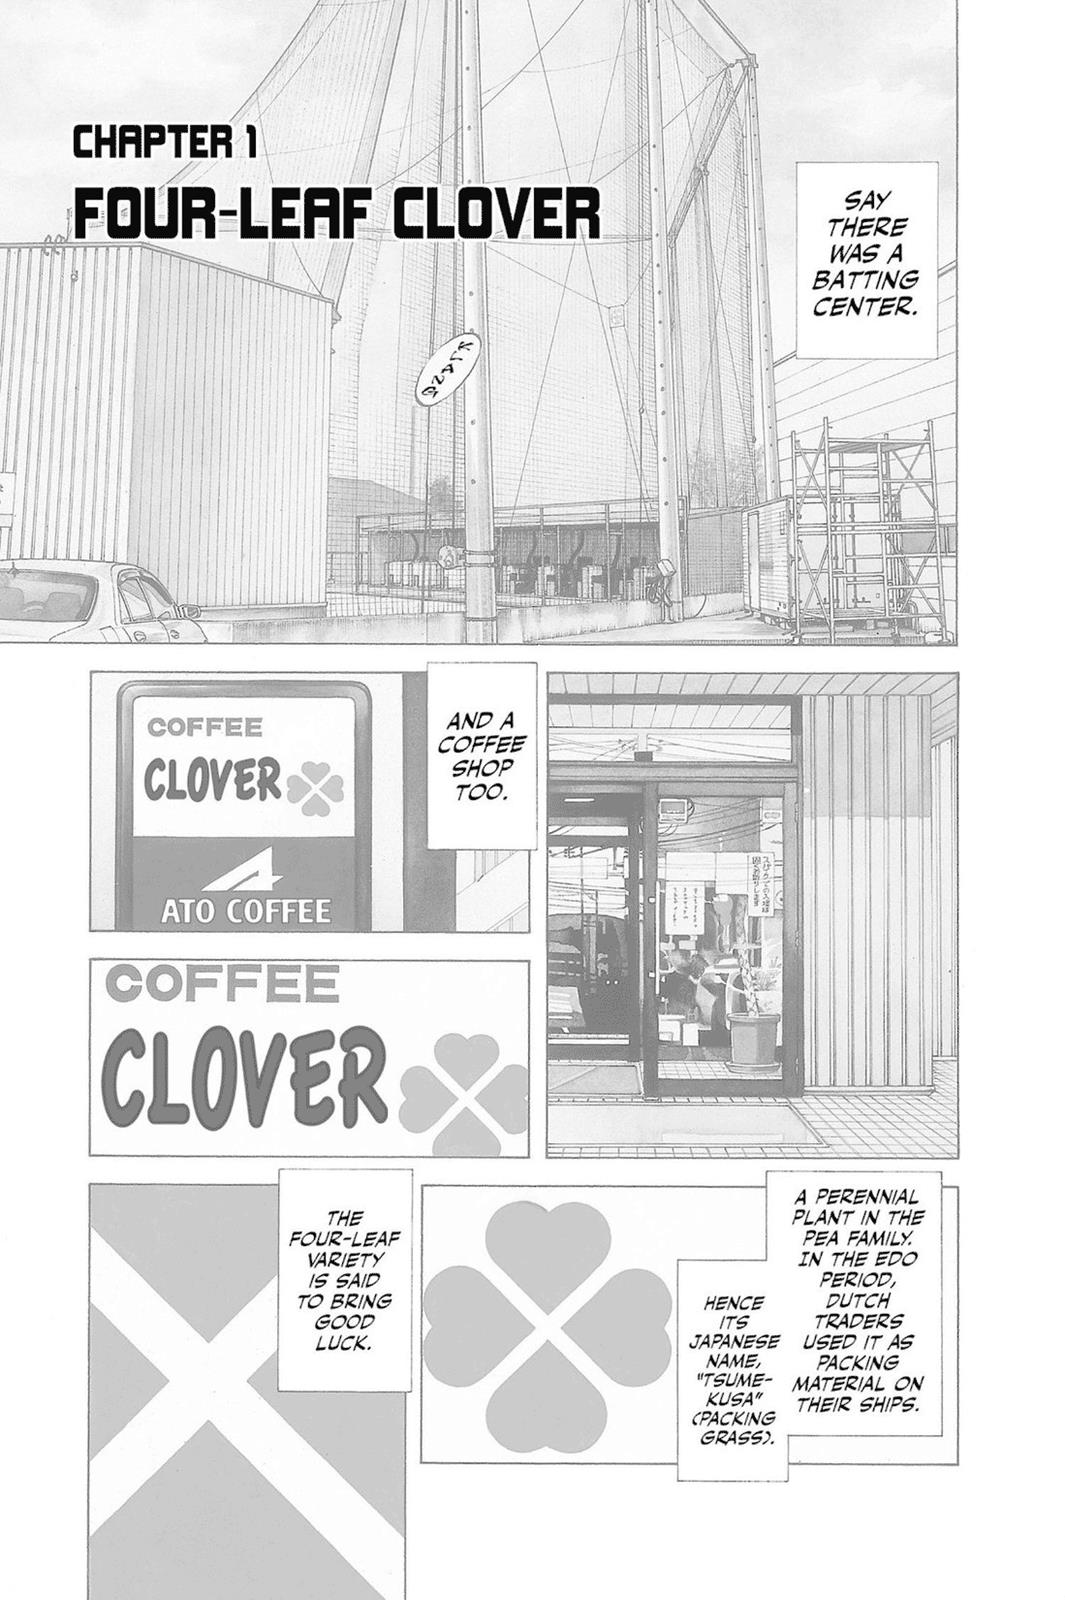 CHAPTER 1
FOUR-LEAF CLOVER
SAY
THERE
WAS A
BATTING
CENTER.
AND A
COFFEE
SHOP
TOO.
COFFEE
CLOVER
ATO COFFEE
COFFEE
CLOVER
A PERENNIAL
PLANT IN THE
PEA FAMILY.
IN THE EDO
PERIOD,
DUTCH
TRADERS
USED IT AS
PACKING
MATERIAL ON
THEIR SHIPS.
HENCE
ITS
JAPANESE
NAME,
"TSUME-
KUSA"
(PACKING
GRASS).
THE
FOUR-LEAF
VARIETY
IS SAID
TO BRING
GOOD
LUCK.